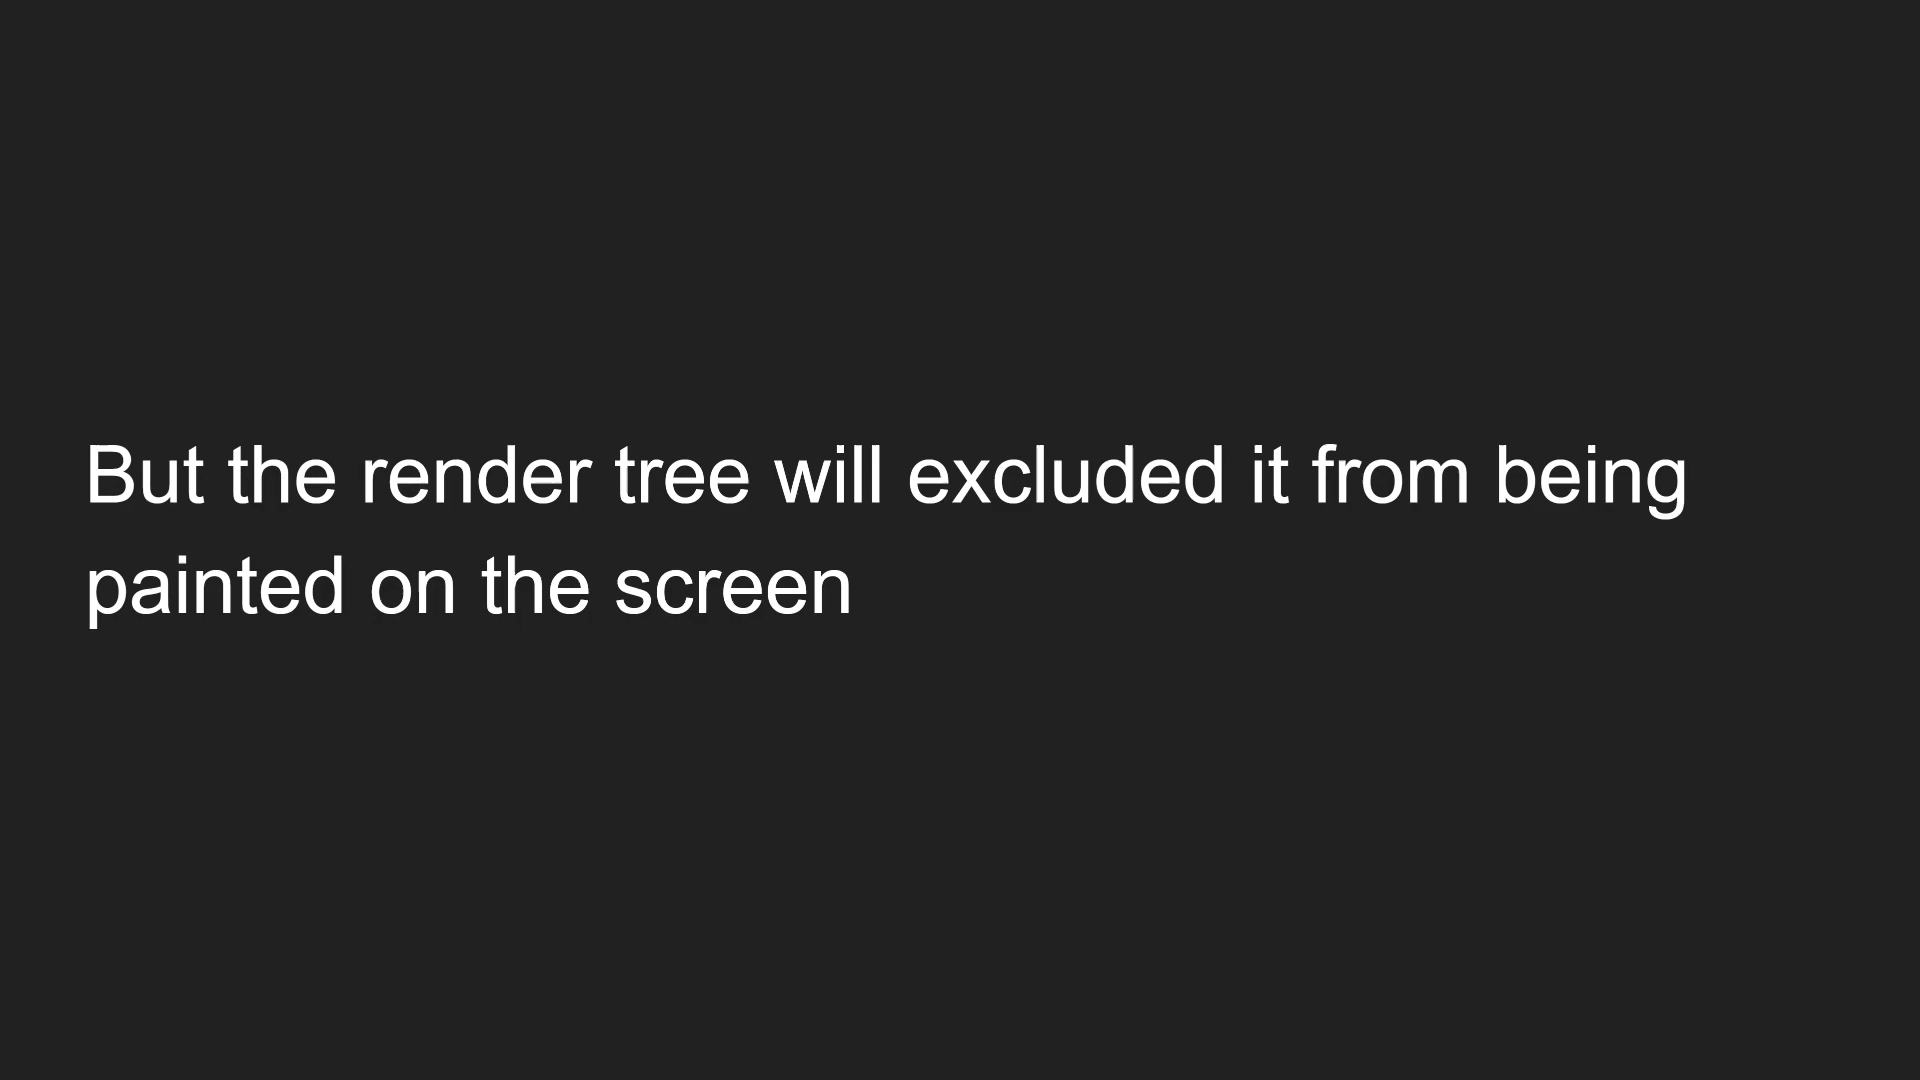 But the render tree will excluded it from being
painted on the screen